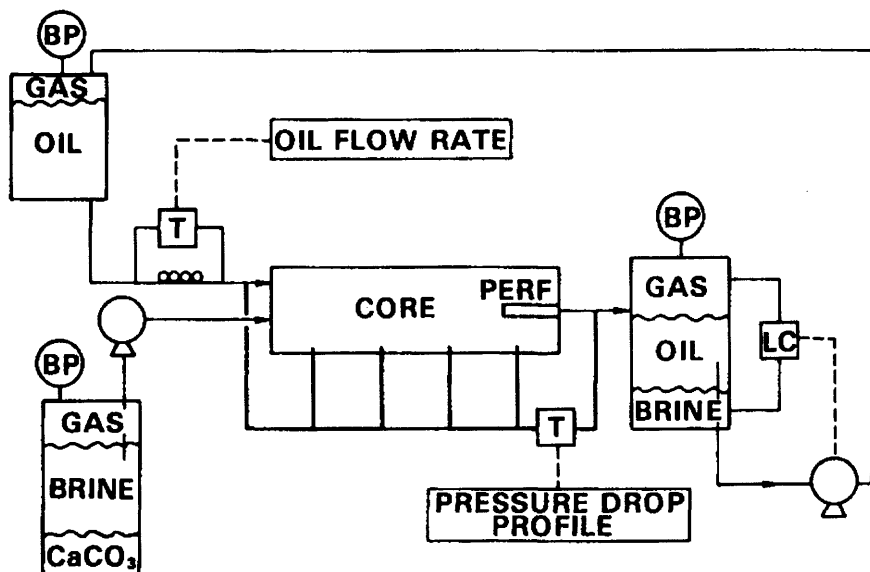 BP
GAS
OIL
OIL FLOW RATE
T
BP
CORE
PERF
GAS
OIL
BRINE
LC
BP
GAS
BRINE
CaCO₃
T
PRESSURE DROP
PROFILE